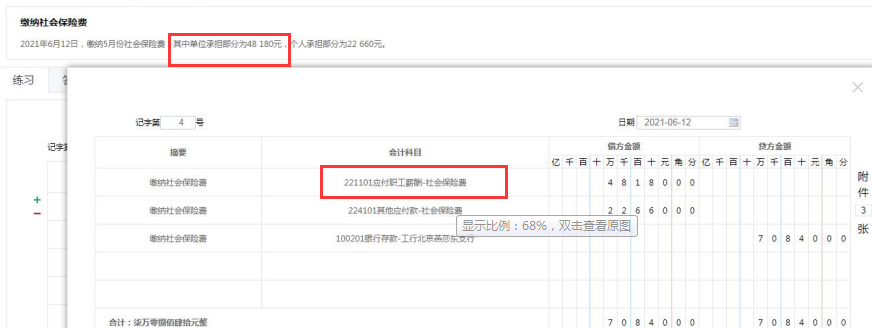 缴纳社会保险费
2021年6月12日，缴纳5月份社会保险费，其中单位承担部分为48 180元，个人承担部分为22 660元。
练习
记字第 4 号 日期 2021-06-12
记字第
摘要 会计科目 借方金额 贷方金额
亿 千 百 十 万 千 百 十 元 角 分 亿 千 百 十 万 千 百 十 元 角 分
缴纳社会保险费 221101应付职工薪酬-社会保险费 4 8 1 8 0 0 0
缴纳社会保险费 224101其他应付款-社会保险费 2 2 6 6 0 0 0
缴纳社会保险费 100201银行存款-工行北京燕莎东支行 7 0 8 4 0 0 0
显示比例：68%，双击查看原图
附
件
3
张
合计：柒万零捌佰肆拾元整 7 0 8 4 0 0 0 7 0 8 4 0 0 0